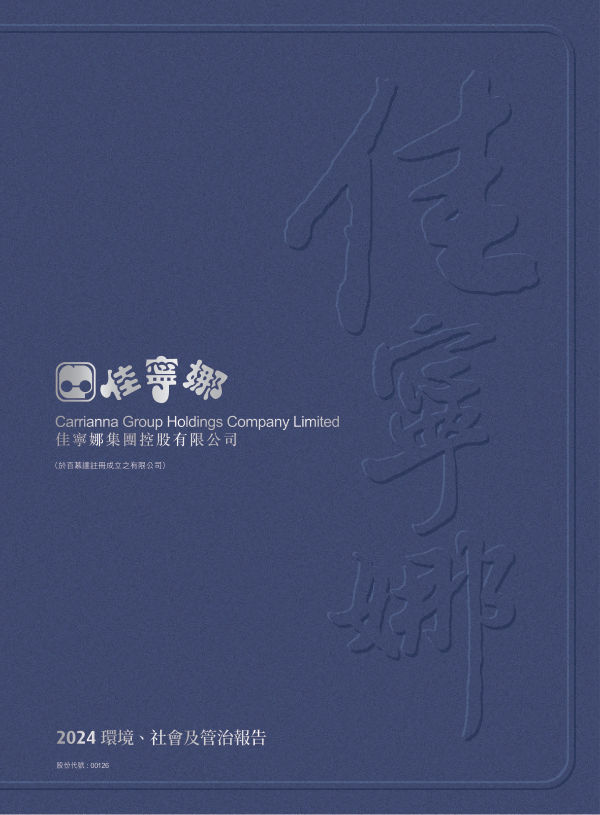 佳寧娜
佳寧娜
Carrianna Group Holdings Company Limited
佳寧娜集團控股有限公司
（於百慕達註冊成立之有限公司）
2024 環境、社會及管治報告
股份代號 : 00126